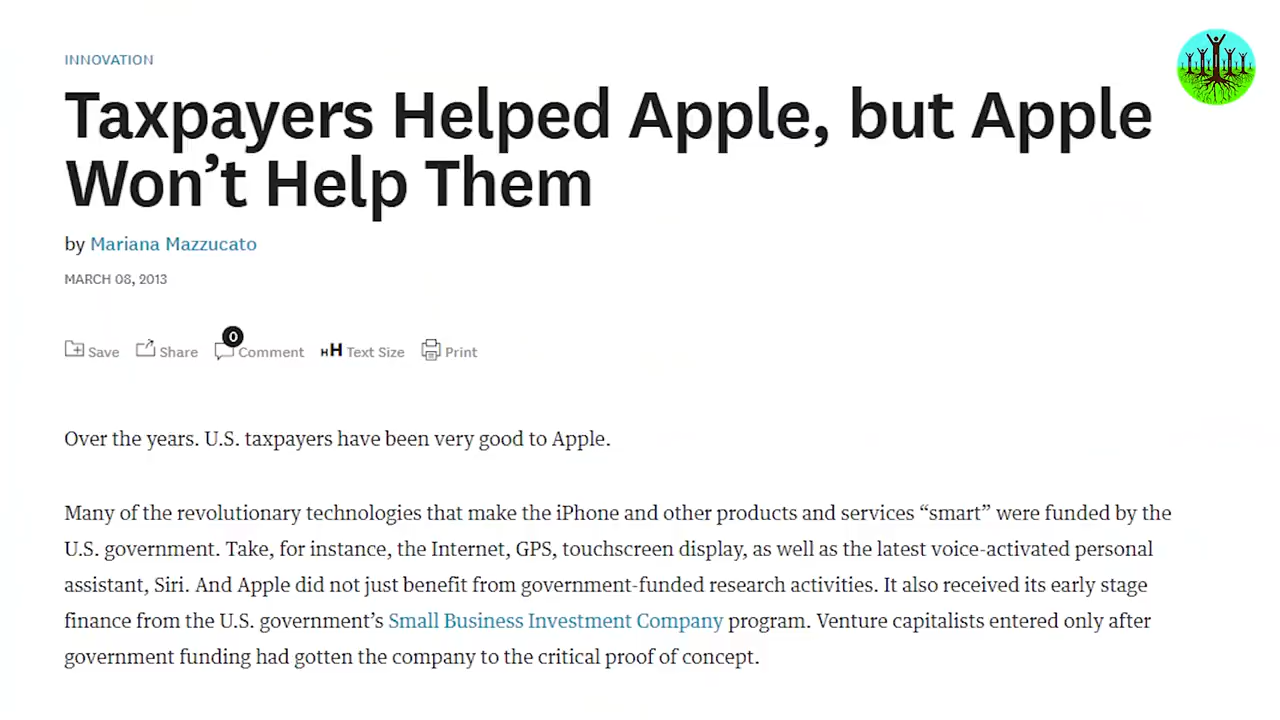 INNOVATION
Taxpayers Helped Apple, but Apple
Won’t Help Them
by Mariana Mazzucato
MARCH 08, 2013
Save Share 0 Comment HH Text Size Print
Over the years. U.S. taxpayers have been very good to Apple.
Many of the revolutionary technologies that make the iPhone and other products and services “smart” were funded by the
U.S. government. Take, for instance, the Internet, GPS, touchscreen display, as well as the latest voice-activated personal
assistant, Siri. And Apple did not just benefit from government-funded research activities. It also received its early stage
finance from the U.S. government’s Small Business Investment Company program. Venture capitalists entered only after
government funding had gotten the company to the critical proof of concept.